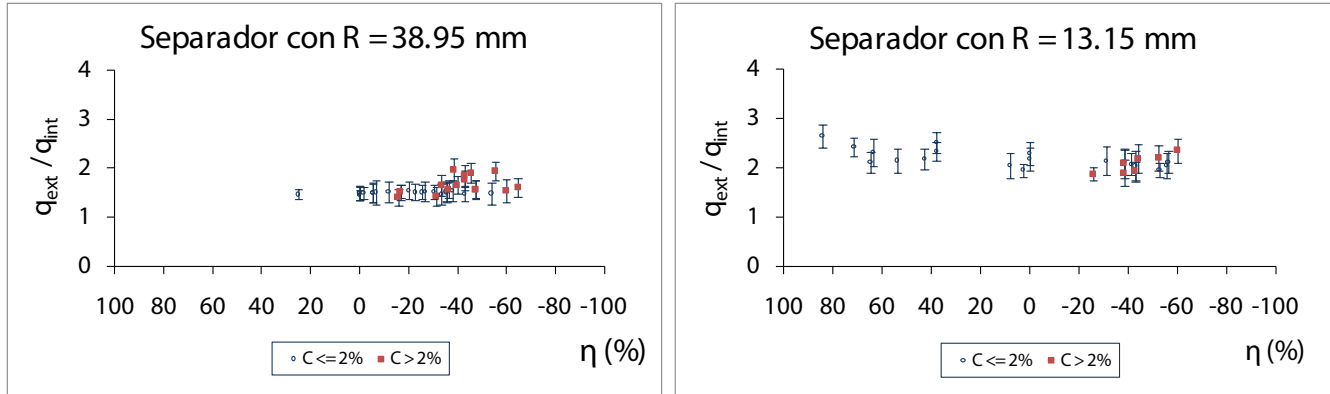 Separador con R = 38.95 mm
4
3
2
1
0
q_ext / q_int
100 80 60 40 20 0 -20 -40 -60 -80 -100
η (%)
C <= 2% C > 2%
Separador con R = 13.15 mm
4
3
2
1
0
q_ext / q_int
100 80 60 40 20 0 -20 -40 -60 -80 -100
η (%)
C <= 2% C > 2%